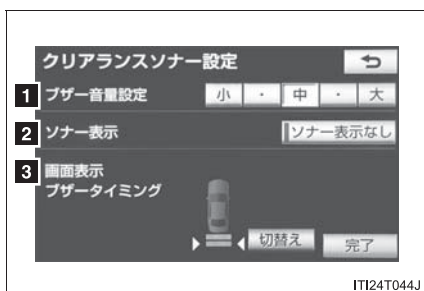 クリアランスソナー設定
1 ブザー音量設定 小 ・ 中 ・ 大
2 ソナー表示 ソナー表示なし
3 画面表示
ブザータイミング
切替え 完了
ITI24T044J